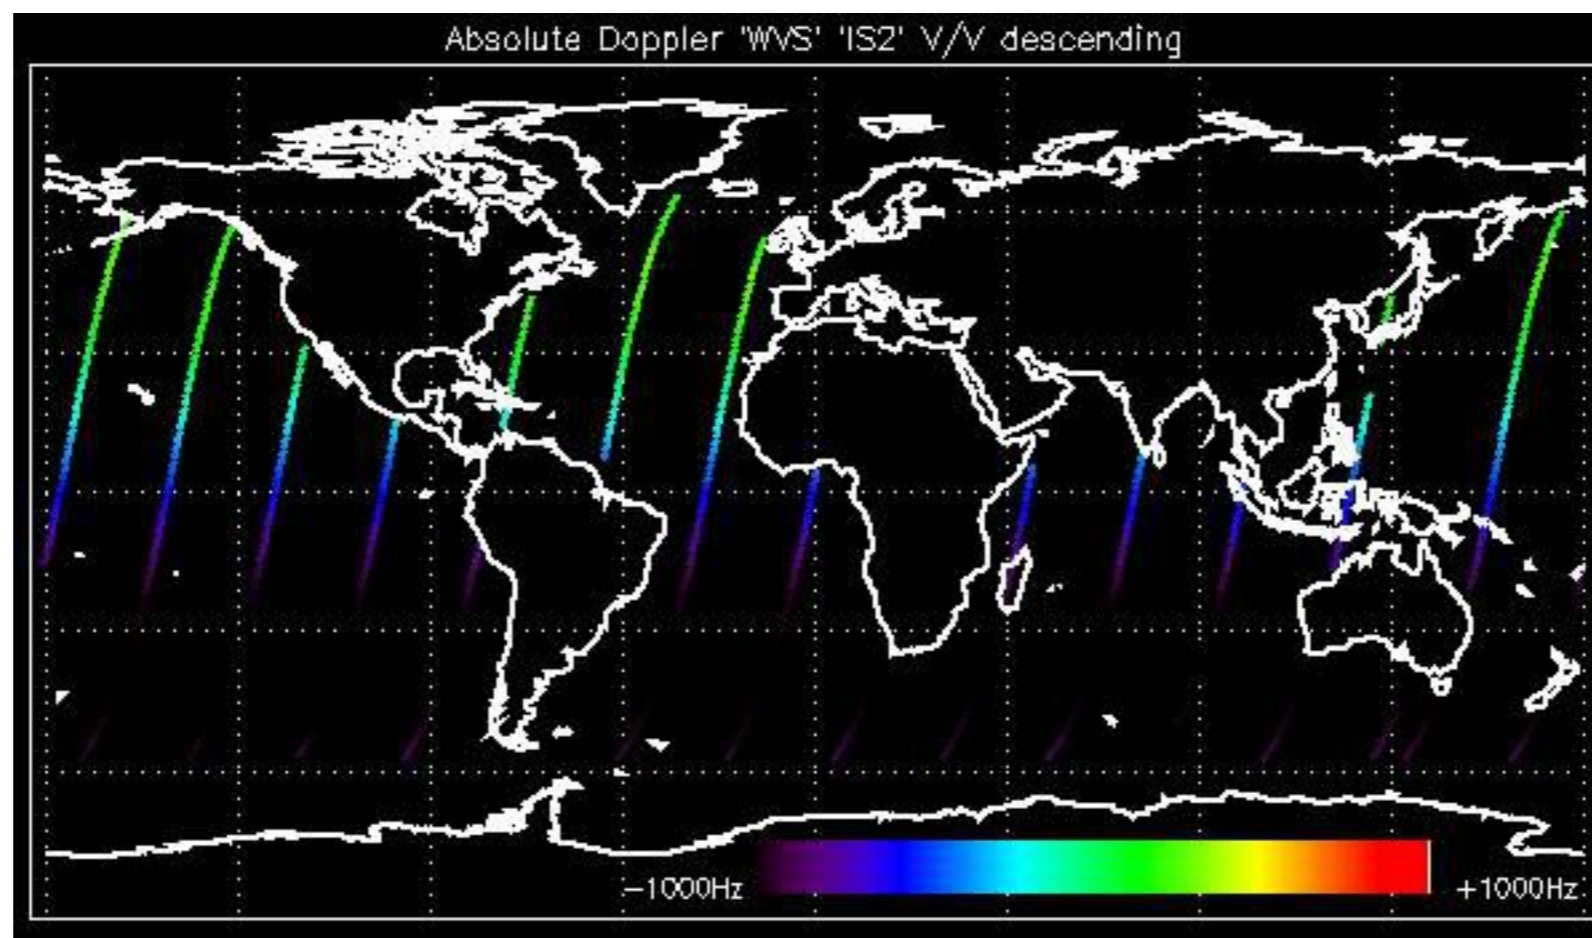 Absolute Doppler 'WVS' 'IS2' V/V descending
-1000Hz
+1000Hz